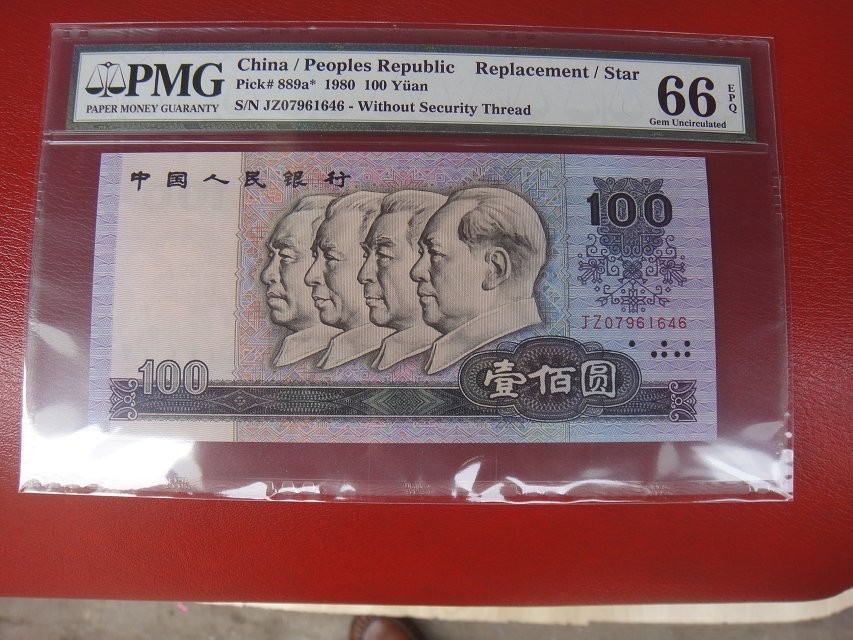 PMG
PAPER MONEY GUARANTY
China / Peoples Republic Replacement / Star
Pick# 889a* 1980 100 Yüan
S/N JZ07961646 - Without Security Thread
66 EPQ
Gem Uncirculated
中国人民银行
100
JZ07961646
100
壹佰圆